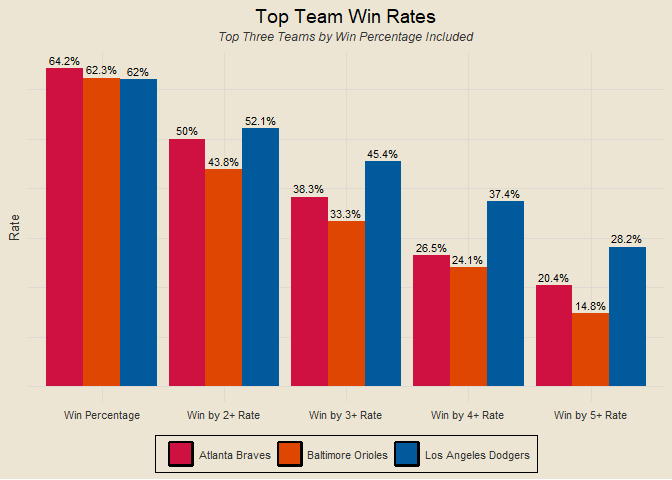 Top Team Win Rates
Top Three Teams by Win Percentage Included
64.2% 62.3% 62%
50% 43.8% 52.1%
38.3% 33.3% 45.4%
26.5% 24.1% 37.4%
20.4% 14.8% 28.2%
Rate
Win Percentage Win by 2+ Rate Win by 3+ Rate Win by 4+ Rate Win by 5+ Rate
Atlanta Braves Baltimore Orioles Los Angeles Dodgers